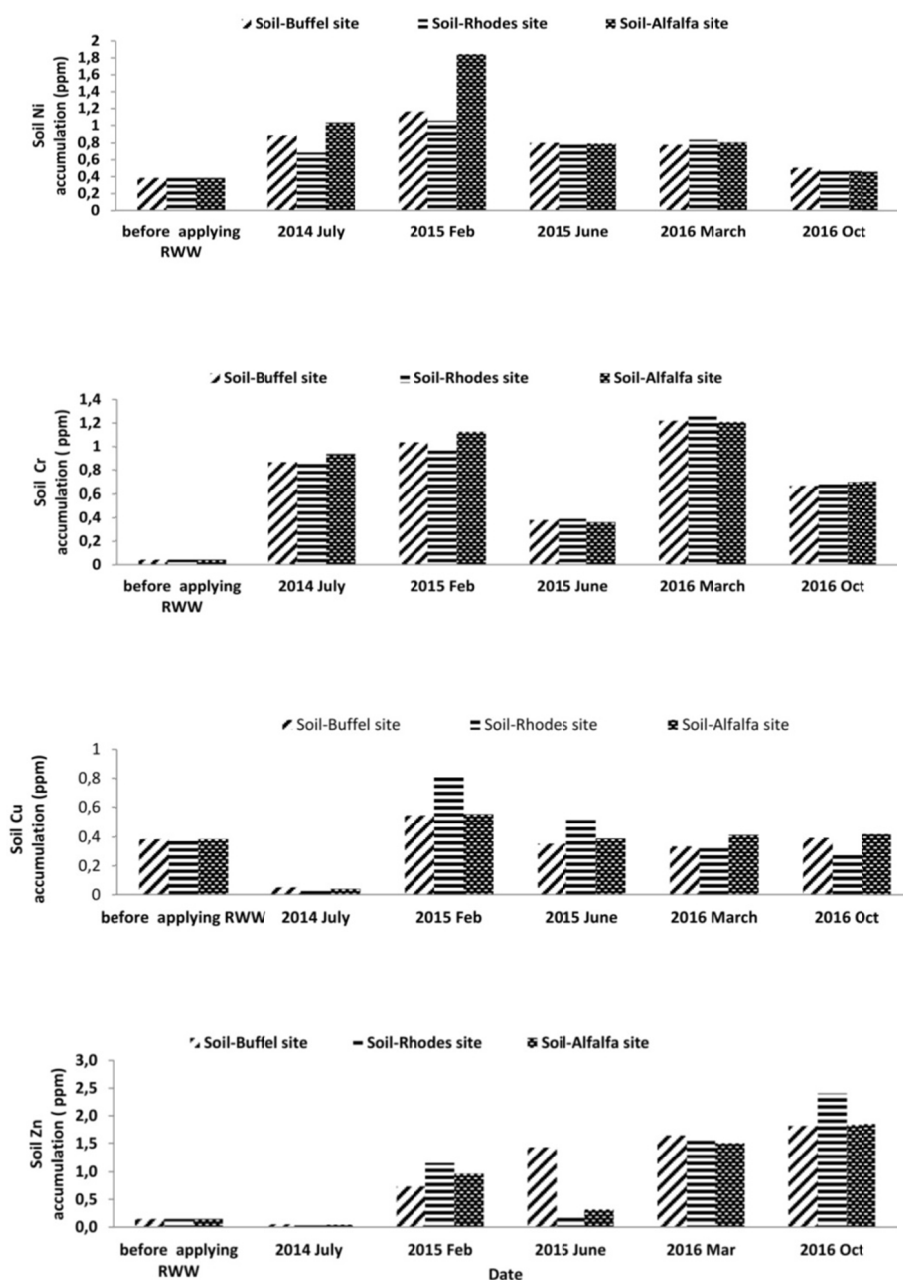 Soil-Buffel site Soil-Rhodes site Soil-Alfalfa site
Soil Ni
accumulation (ppm)
2
1,8
1,6
1,4
1,2
1
0,8
0,6
0,4
0,2
0
before applying RWW 2014 July 2015 Feb 2015 June 2016 March 2016 Oct
Soil-Buffel site Soil-Rhodes site Soil-Alfalfa site
Soil Cr
accumulation ( ppm)
1,4
1,2
1
0,8
0,6
0,4
0,2
0
before applying RWW 2014 July 2015 Feb 2015 June 2016 March 2016 Oct
Soil-Buffel site Soil-Rhodes site Soil-Alfalfa site
Soil Cu
accumulation (ppm)
1
0,8
0,6
0,4
0,2
0
before applying RWW 2014 July 2015 Feb 2015 June 2016 March 2016 Oct
Soil-Buffel site Soil-Rhodes site Soil-Alfalfa site
Soil Zn
accumulation ( ppm)
3,0
2,5
2,0
1,5
1,0
0,5
0,0
before applying RWW 2014 July 2015 Feb 2015 June 2016 Mar 2016 Oct
Date